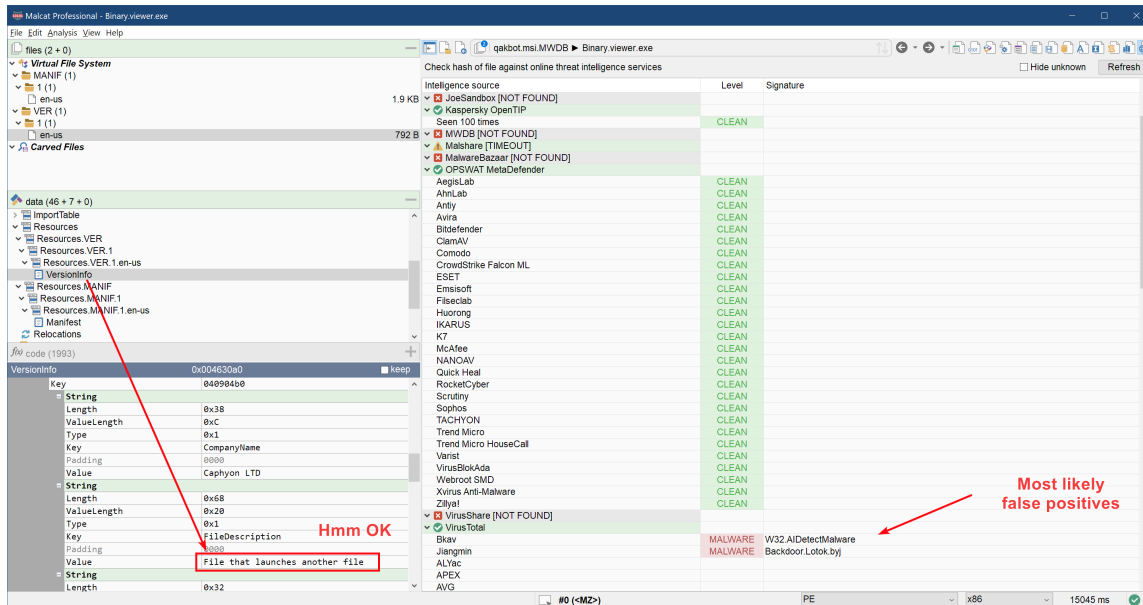 Malcat Professional - Binary.viewer.exe
File Edit Analysis View Help
files (2 + 0)
Virtual File System
MANIF (1)
1 (1)
en-us 1.9 KB
VER (1)
1 (1)
en-us 792 B
Carved Files
data (46 + 7 + 0)
ImportTable
Resources
Resources.VER
Resources.VER.1
Resources.VER.1.en-us
VersionInfo
Resources.MANIF
Resources.MANIF.1
Resources.MANIF.1.en-us
Manifest
Relocations
f(x) code (1993)
VersionInfo 0x004630a0 keep
Key 040904b0
String
Length 0x38
ValueLength 0xC
Type 0x1
Key CompanyName
Padding 0000
Value Caphyon LTD
String
Length 0x68
ValueLength 0x20
Type 0x1
Key FileDescription
Padding 0000
Value File that launches another file
String
Length 0x32
Hmm OK
qakbot.msi.MWDB ▶ Binary.viewer.exe
Check hash of file against online threat intelligence services Hide unknown Refresh
Intelligence source Level Signature
JoeSandbox [NOT FOUND]
Kaspersky OpenTIP
Seen 100 times CLEAN
MWDB [NOT FOUND]
Malshare [TIMEOUT]
MalwareBazaar [NOT FOUND]
OPSWAT MetaDefender
AegisLab CLEAN
AhnLab CLEAN
Antiy CLEAN
Avira CLEAN
Bitdefender CLEAN
ClamAV CLEAN
Comodo CLEAN
CrowdStrike Falcon ML CLEAN
ESET CLEAN
Emsisoft CLEAN
Filseclab CLEAN
Huorong CLEAN
IKARUS CLEAN
K7 CLEAN
McAfee CLEAN
NANOAV CLEAN
Quick Heal CLEAN
RocketCyber CLEAN
Scrutiny CLEAN
Sophos CLEAN
TACHYON CLEAN
Trend Micro CLEAN
Trend Micro HouseCall CLEAN
Varist CLEAN
VirusBlokAda CLEAN
Webroot SMD CLEAN
Xvirus Anti-Malware CLEAN
Zillya! CLEAN
VirusShare [NOT FOUND]
VirusTotal
Bkav MALWARE W32.AIDetectMalware
Jiangmin MALWARE Backdoor.Lotok.byj
ALYac
APEX
AVG
Most likely
false positives
#0 (<MZ>) PE x86 15045 ms